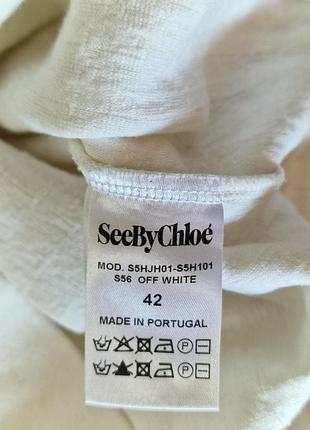 SeeByChloé
MOD. S5HJH01-S5H101
S56 OFF WHITE
42
MADE IN PORTUGAL
P
P